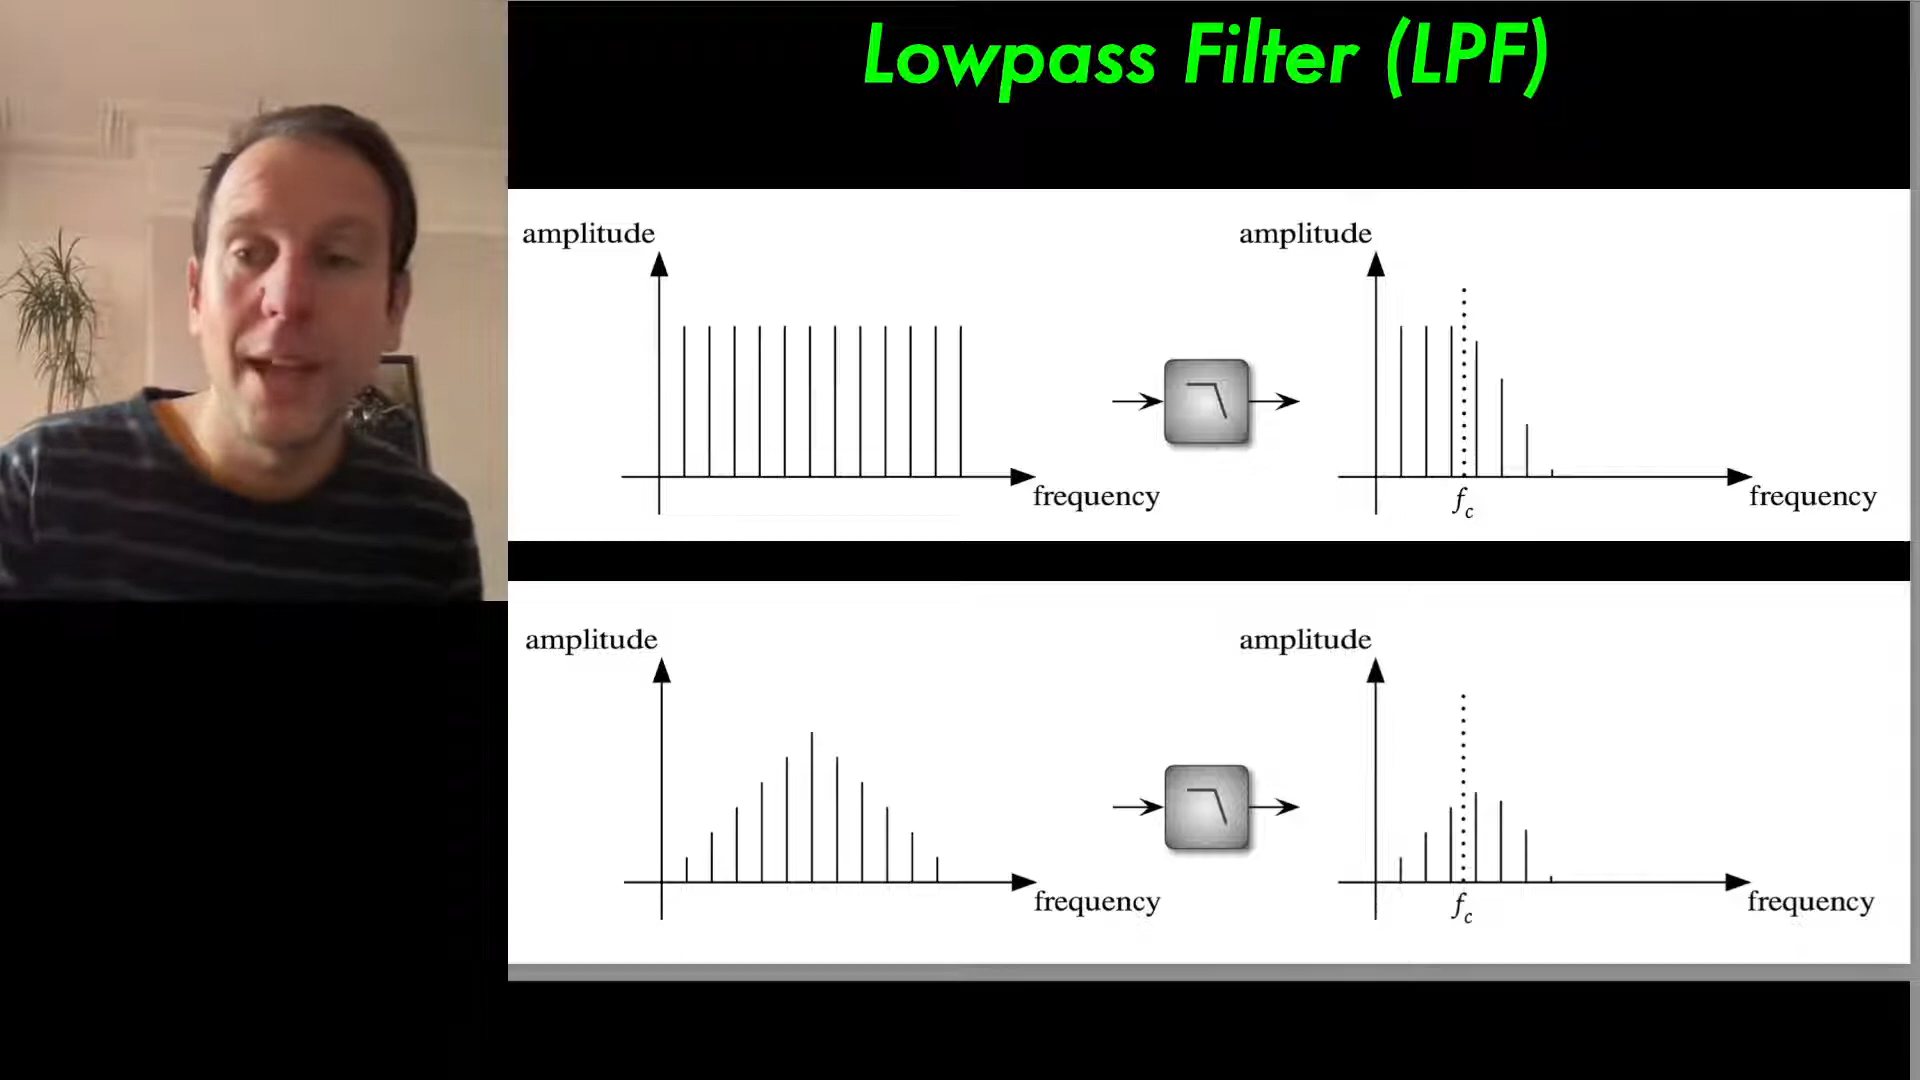 Lowpass Filter (LPF)
amplitude
frequency
amplitude
f_c
frequency
amplitude
frequency
amplitude
f_c
frequency